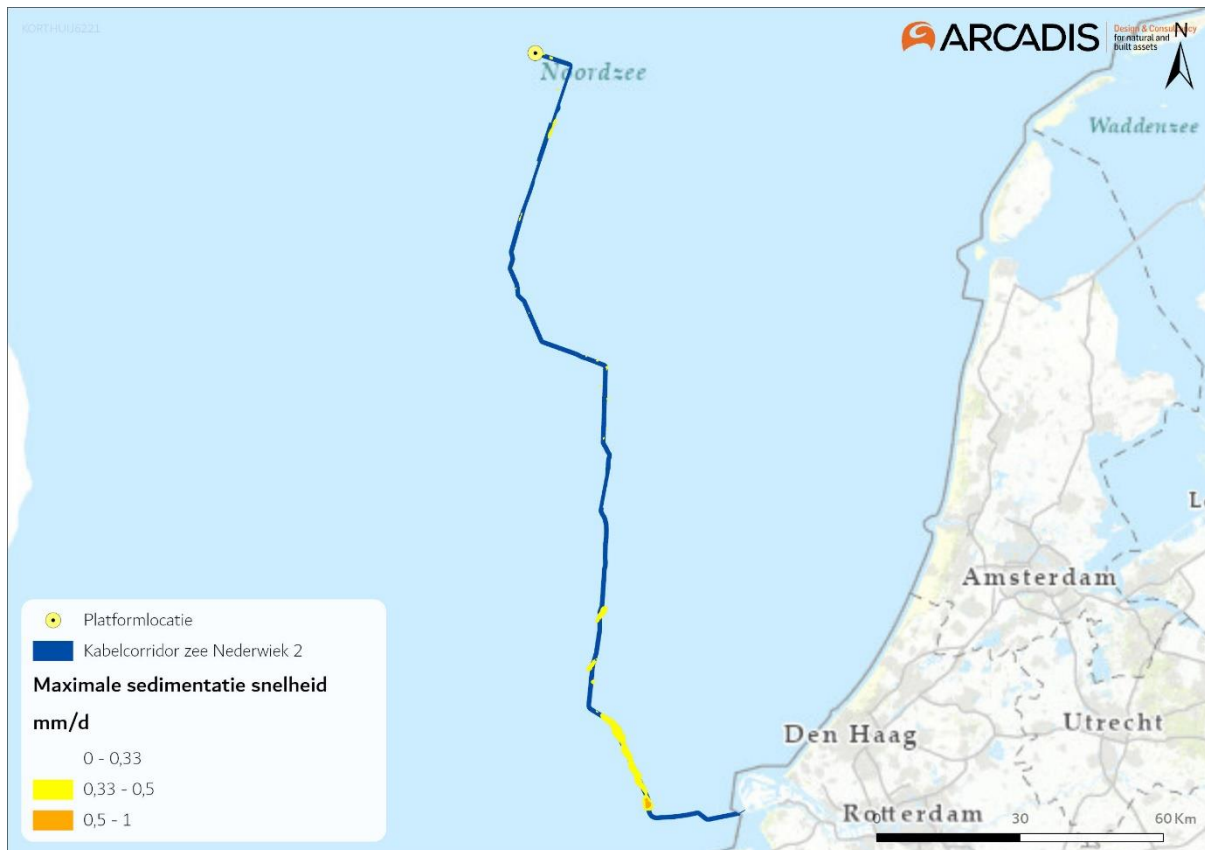 KORTHUU6221
ARCADIS
Design & Consultancy
for natural and
built assets
N
Noordzee
Waddenzee
Le
Amsterdam
Den Haag
Utrecht
Rotterdam
0
30
60 Km
Platformlocatie
Kabelcorridor zee Nederwiek 2
Maximale sedimentatie snelheid
mm/d
0 - 0,33
0,33 - 0,5
0,5 - 1